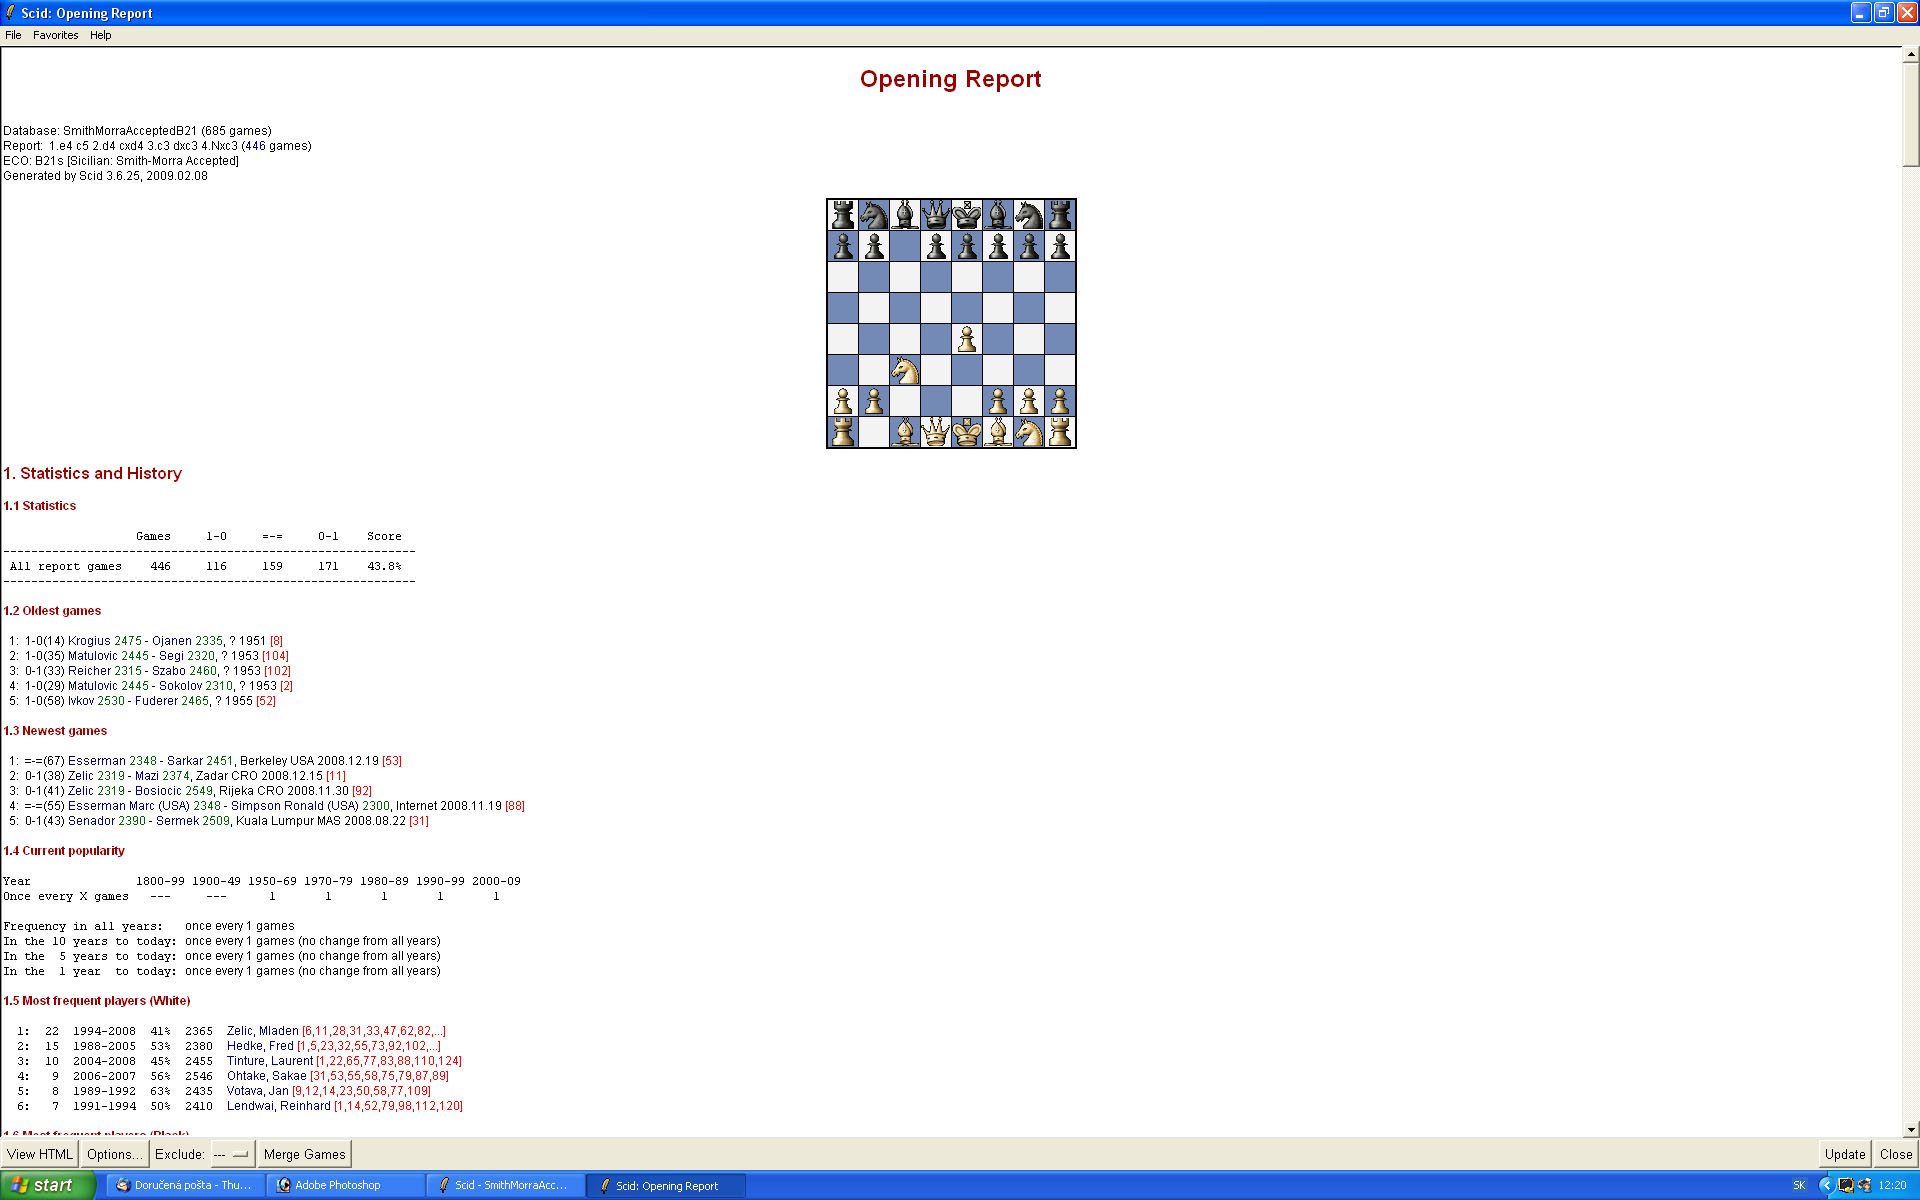 Scid: Opening Report
File Favorites Help
Opening Report
Database: SmithMorraAcceptedB21 (685 games)
Report: 1.e4 c5 2.d4 cxd4 3.c3 dxc3 4.Nxc3 (446 games)
ECO: B21s [Sicilian: Smith-Morra Accepted]
Generated by Scid 3.6.25, 2009.02.08
1. Statistics and History
1.1 Statistics
Games 1-0 =-= 0-1 Score
-----------------------------------------------------------
All report games 446 116 159 171 43.8%
-----------------------------------------------------------
1.2 Oldest games
1: 1-0(14) Krogius 2475 - Ojanen 2335, ? 1951 [8]
2: 1-0(35) Matulovic 2445 - Segi 2320, ? 1953 [104]
3: 0-1(33) Reicher 2315 - Szabo 2460, ? 1953 [102]
4: 1-0(29) Matulovic 2445 - Sokolov 2310, ? 1953 [2]
5: 1-0(58) Ivkov 2530 - Fuderer 2465, ? 1955 [52]
1.3 Newest games
1: =-=(67) Esserman 2348 - Sarkar 2451, Berkeley USA 2008.12.19 [53]
2: 0-1(38) Zelic 2319 - Mazi 2374, Zadar CRO 2008.12.15 [11]
3: 0-1(41) Zelic 2319 - Bosiocic 2549, Rijeka CRO 2008.11.30 [92]
4: =-=(55) Esserman Marc (USA) 2348 - Simpson Ronald (USA) 2300, Internet 2008.11.19 [88]
5: 0-1(43) Senador 2390 - Sermek 2509, Kuala Lumpur MAS 2008.08.22 [31]
1.4 Current popularity
Year 1800-99 1900-49 1950-69 1970-79 1980-89 1990-99 2000-09
Once every X games --- --- 1 1 1 1 1
Frequency in all years: once every 1 games
In the 10 years to today: once every 1 games (no change from all years)
In the 5 years to today: once every 1 games (no change from all years)
In the 1 year to today: once every 1 games (no change from all years)
1.5 Most frequent players (White)
1: 22 1994-2008 41% 2365 Zelic, Mladen [6,11,28,31,33,47,62,82,...]
2: 15 1988-2005 53% 2380 Hedke, Fred [1,5,23,32,55,73,92,102,...]
3: 10 2004-2008 45% 2455 Tinture, Laurent [1,22,65,77,83,88,110,124]
4: 9 2006-2007 56% 2546 Ohtake, Sakae [31,53,55,58,75,79,87,89]
5: 8 1989-1992 63% 2435 Votava, Jan [9,12,14,23,50,58,77,109]
6: 7 1991-1994 50% 2410 Lendwai, Reinhard [1,14,52,79,98,112,120]
1.6 Most frequent players (Black)
View HTML Options... Exclude: --- Merge Games Update Close
start Doručená pošta - Thu... Adobe Photoshop Scid - SmithMorraAcc... Scid: Opening Report SK 12:20